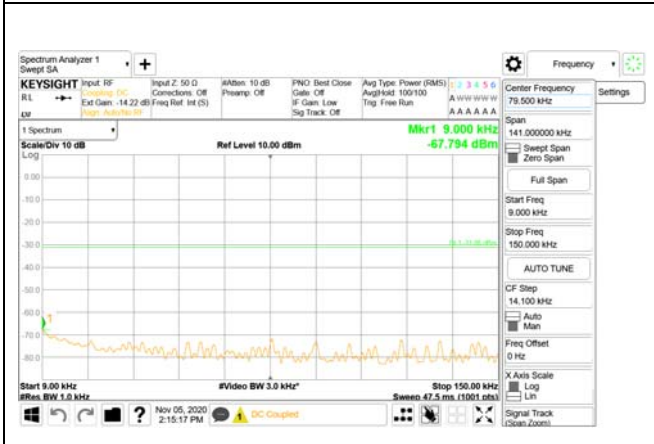 Spectrum Analyzer 1
Swept SA
+
Frequency
KEYSIGHT
RL
Input: RF
Coupling: DC
Ext Gain: -14.22 dB
Align: Auto/No RF
Input Z: 50 Ω
Corrections: Off
Freq Ref: Int (S)
#Atten: 10 dB
Preamp: Off
PNO: Best Close
Gate: Off
IF Gain: Low
Sig Track: Off
Avg Type: Power (RMS)
Avg|Hold: 100/100
Trig: Free Run
1 2 3 4 5 6
A W W W W W
A A A A A A
1 Spectrum
Scale/Div 10 dB
Log
Ref Level 10.00 dBm
Mkr1 9.000 kHz
-67.794 dBm
0.00
-10.0
-20.0
-30.0
-40.0
-50.0
-60.0
-70.0
-80.0
1
Start 9.00 kHz
#Res BW 1.0 kHz
#Video BW 3.0 kHz*
Stop 150.00 kHz
Sweep 47.5 ms (1001 pts)
?
Nov 05, 2020
2:15:17 PM
DC Coupled
Center Frequency
79.500 kHz
Settings
Span
141.000000 kHz
Swept Span
Zero Span
Full Span
Start Freq
9.000 kHz
Stop Freq
150.000 kHz
AUTO TUNE
CF Step
14.100 kHz
Auto
Man
Freq Offset
0 Hz
X Axis Scale
Log
Lin
Signal Track
(Span Zoom)